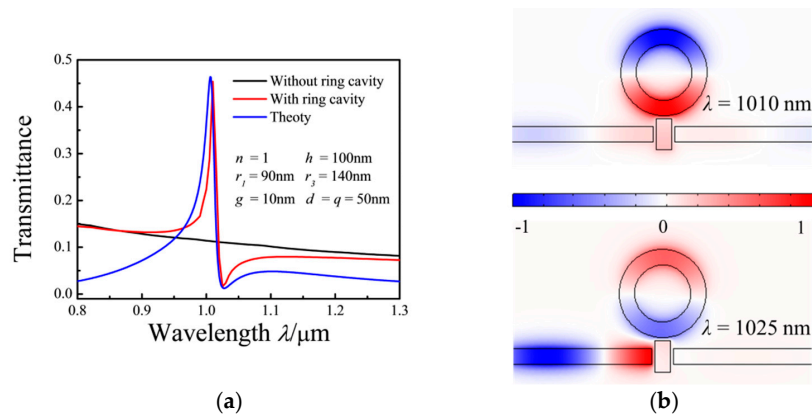 0.5
0.4
0.3
0.2
0.1
0.0
Transmittance
Without ring cavity
With ring cavity
Theoty
n = 1 h = 100nm
r1 = 90nm r3 = 140nm
g = 10nm d = q = 50nm
0.8 0.9 1.0 1.1 1.2 1.3
Wavelength λ/μm
(a)
λ = 1010 nm
-1 0 1
λ = 1025 nm
(b)